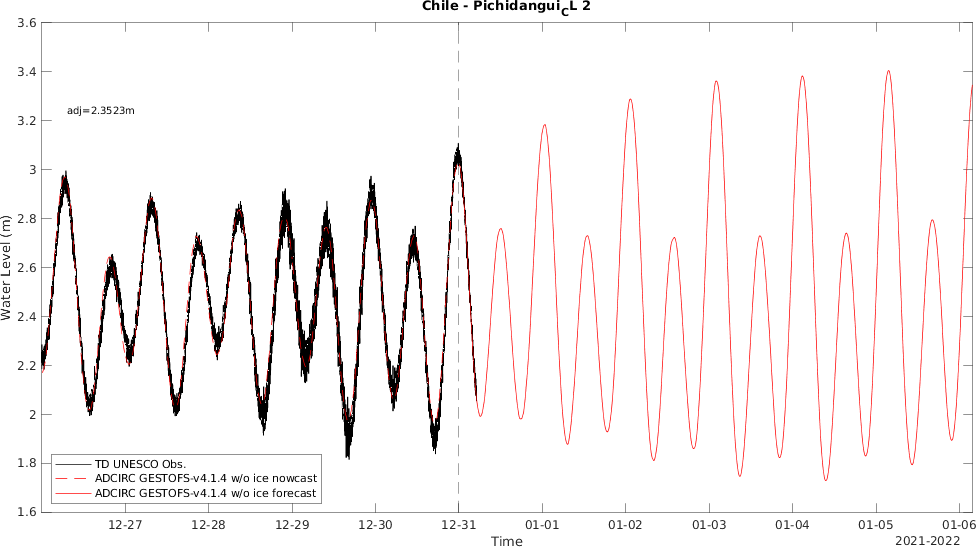 Chile - PichidanguiCL 2
3.6
3.4
3.2
3
2.8
2.6
2.4
2.2
2
1.8
1.6
Water Level (m)
adj=2.3523m
TD UNESCO Obs.
ADCIRC GESTOFS-v4.1.4 w/o ice nowcast
ADCIRC GESTOFS-v4.1.4 w/o ice forecast
12-27 12-28 12-29 12-30 12-31 01-01 01-02 01-03 01-04 01-05 01-06
Time
2021-2022